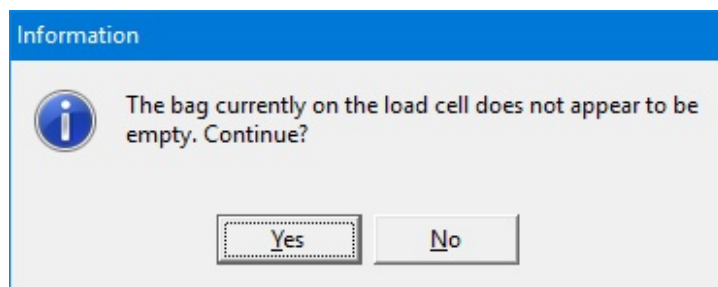 Information
The bag currently on the load cell does not appear to be
empty. Continue?
Yes
No